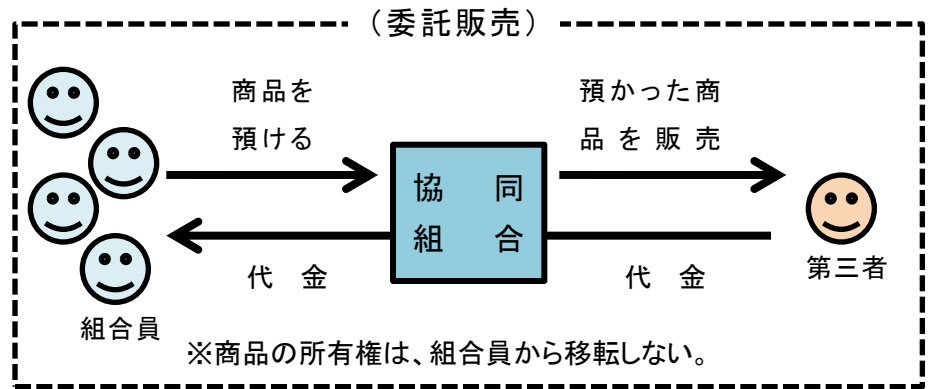 （委託販売）
商品を
預ける
預かった商
品を販売
協同
組合
代金
代金
組合員
第三者
※商品の所有権は、組合員から移転しない。